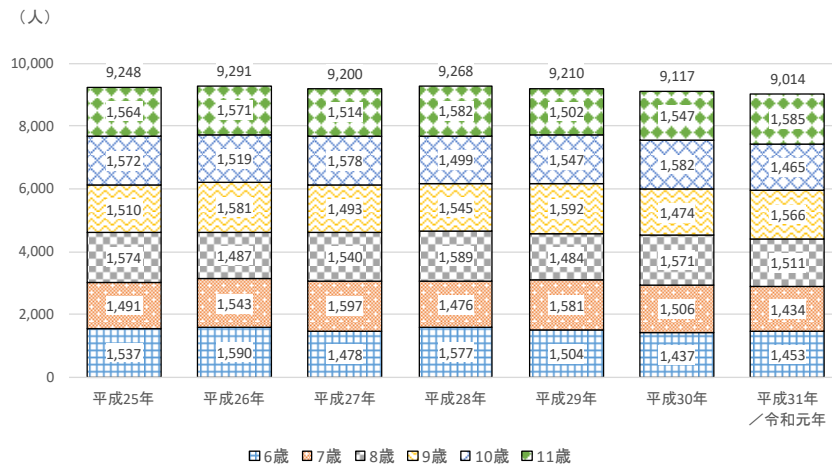 （人）
10,000
8,000
6,000
4,000
2,000
0
9,248 9,291 9,200 9,268 9,210 9,117 9,014
1,564 1,571 1,514 1,582 1,502 1,547 1,585
1,572 1,519 1,578 1,499 1,547 1,582 1,465
1,510 1,581 1,493 1,545 1,592 1,474 1,566
1,574 1,487 1,540 1,589 1,484 1,571 1,511
1,491 1,543 1,597 1,476 1,581 1,506 1,434
1,537 1,590 1,478 1,577 1,504 1,437 1,453
平成25年 平成26年 平成27年 平成28年 平成29年 平成30年 平成31年
／令和元年
6歳 7歳 8歳 9歳 10歳 11歳